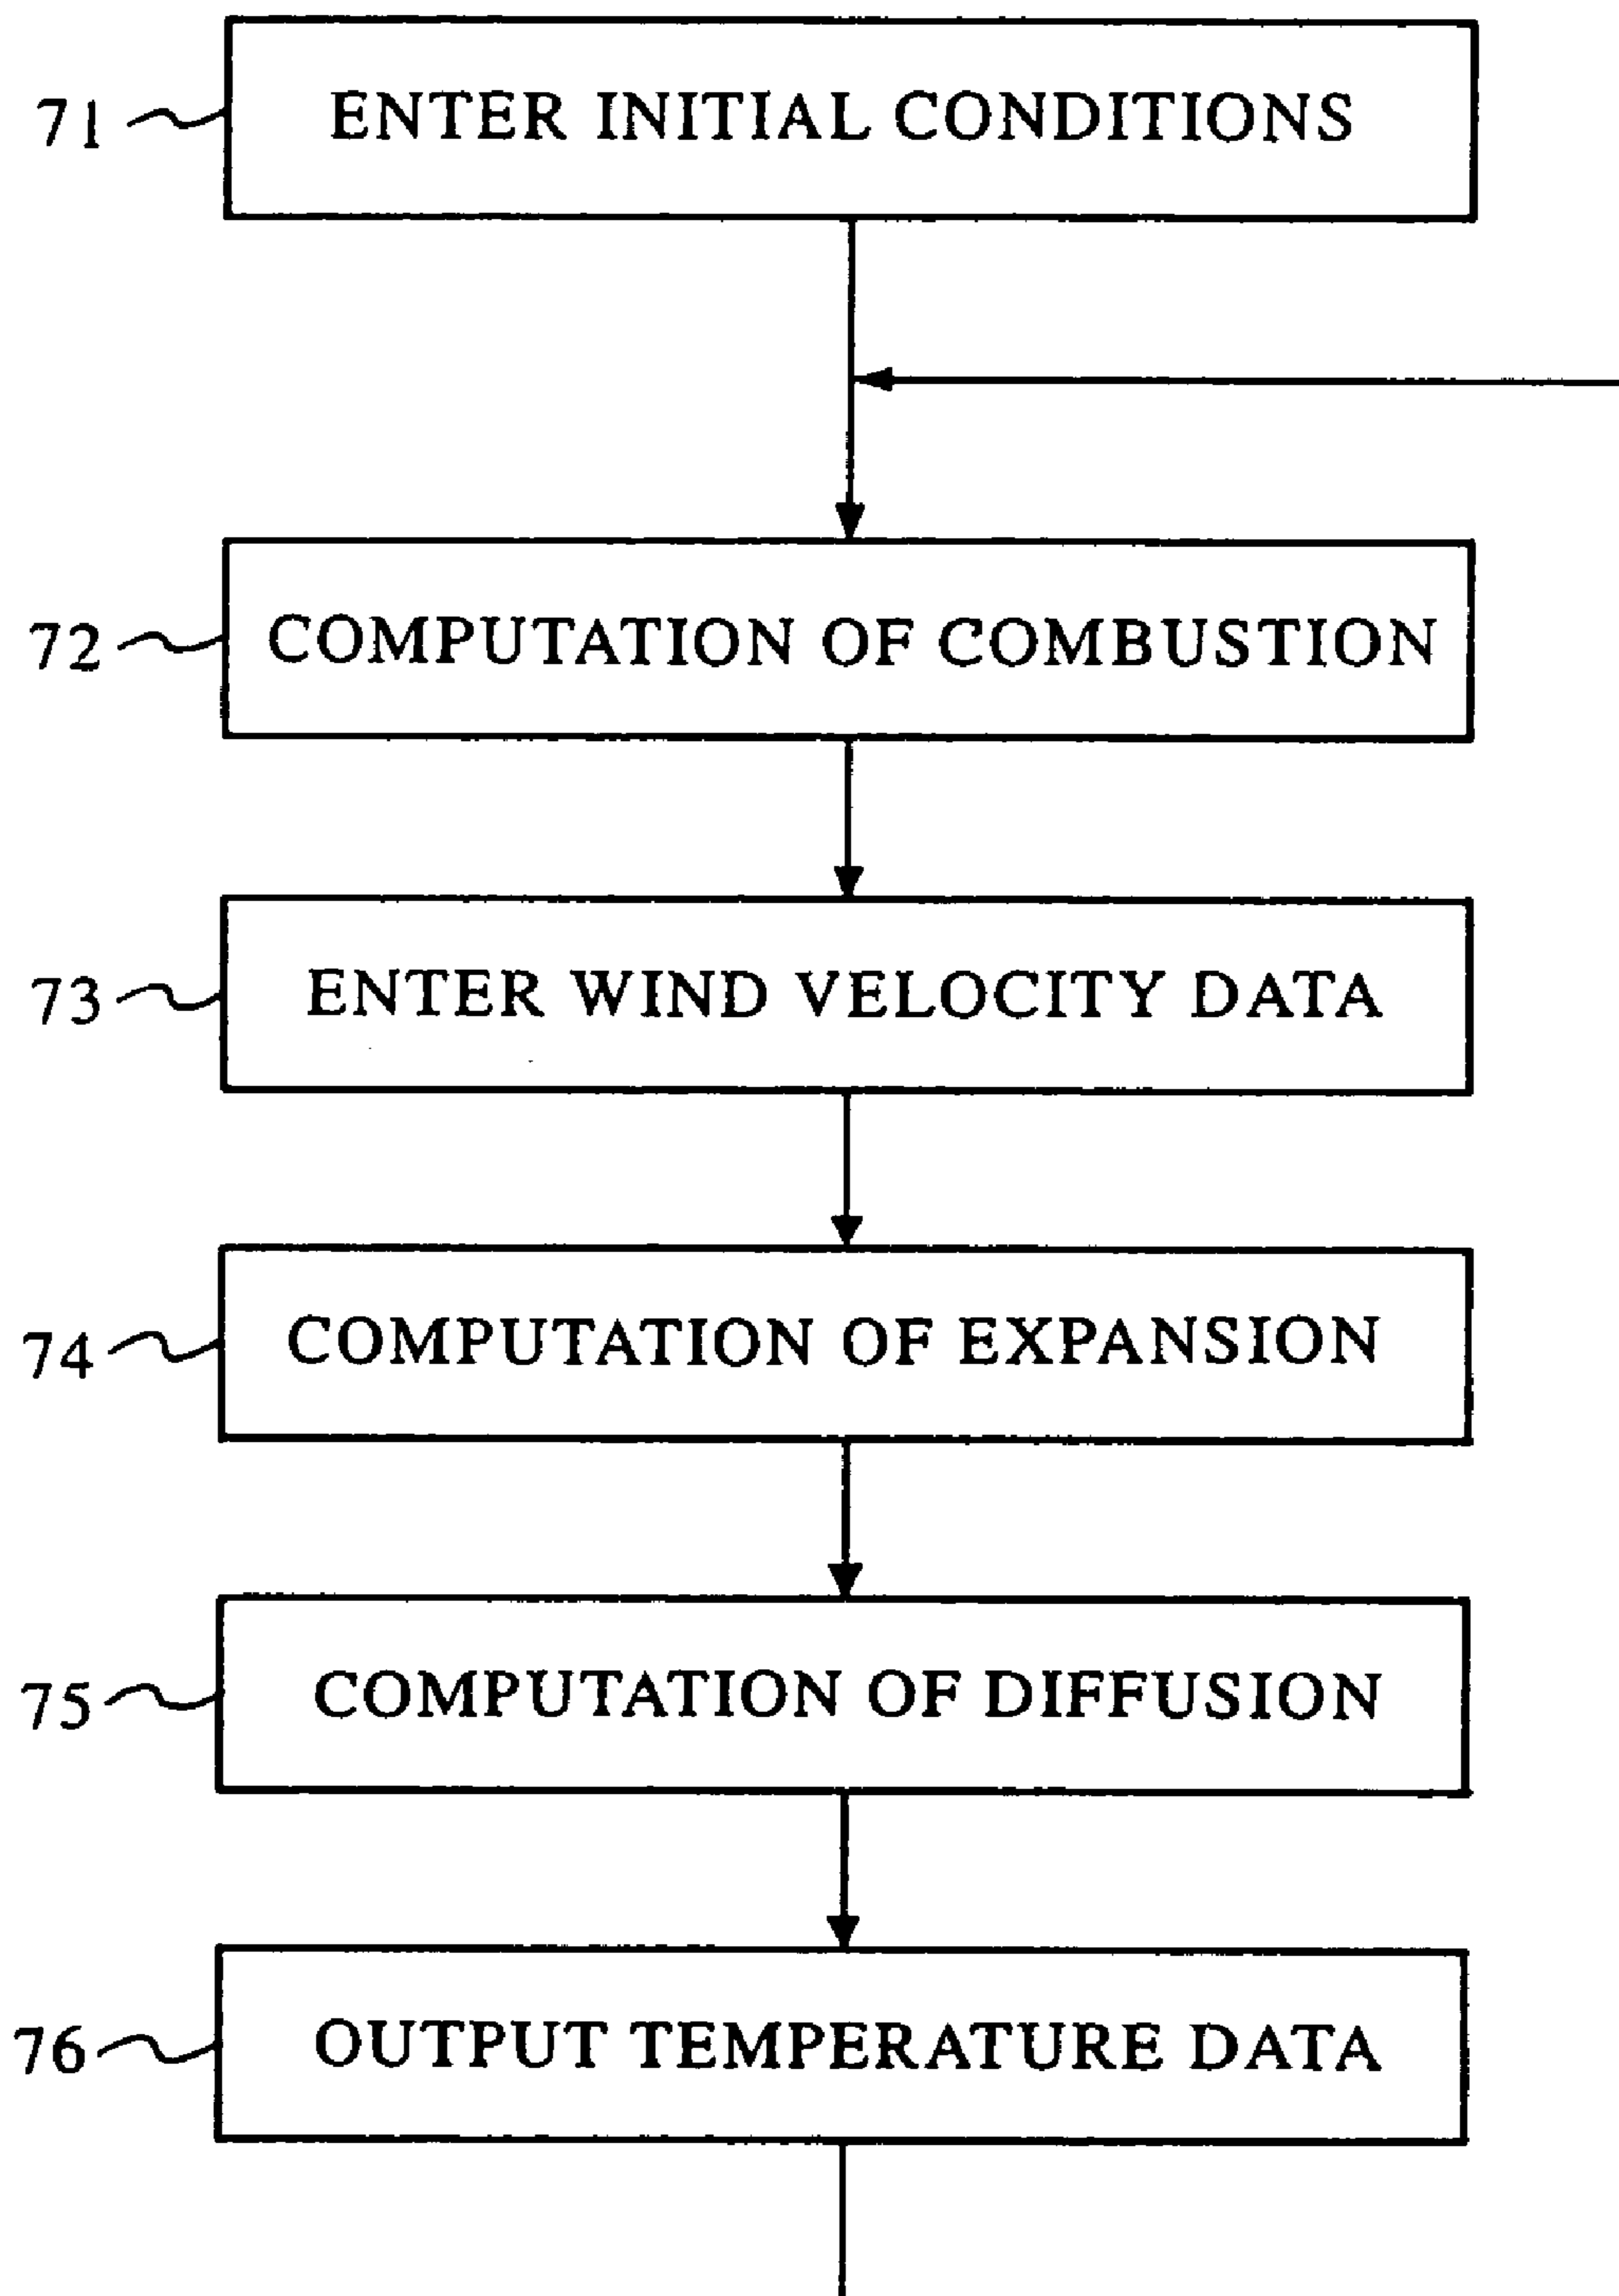 71 ENTER INITIAL CONDITIONS
72 COMPUTATION OF COMBUSTION
73 ENTER WIND VELOCITY DATA
74 COMPUTATION OF EXPANSION
75 COMPUTATION OF DIFFUSION
76 OUTPUT TEMPERATURE DATA